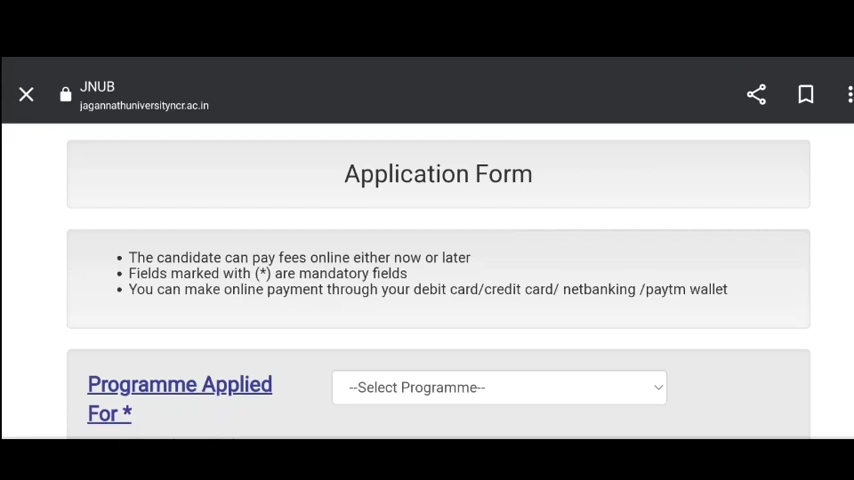 JNUB
jagannathuniversityncr.ac.in
Application Form
The candidate can pay fees online either now or later
Fields marked with (*) are mandatory fields
You can make online payment through your debit card/credit card/ netbanking /paytm wallet
Programme Applied
For *
--Select Programme--